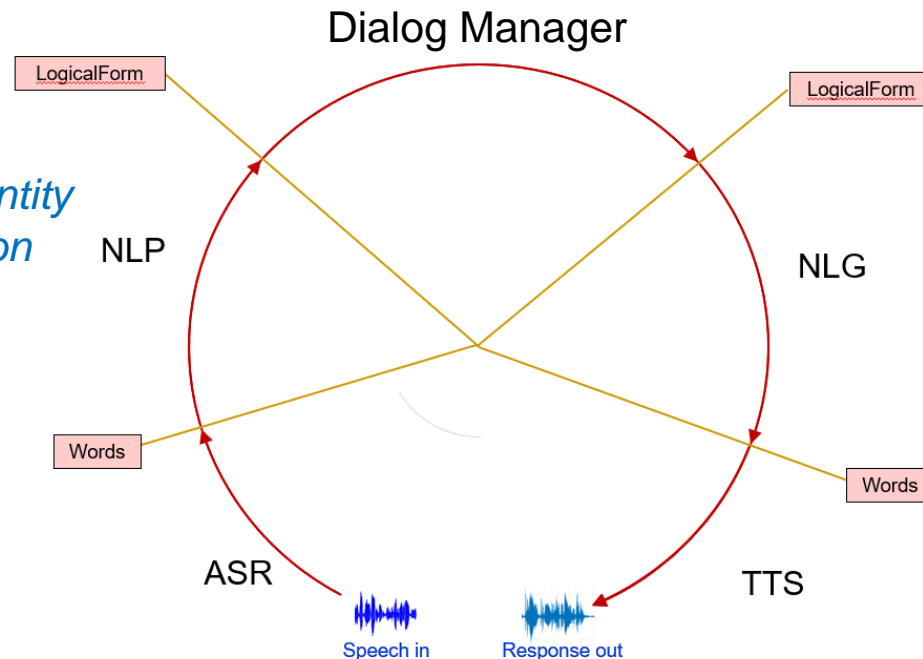 Dialog Manager
LogicalForm
LogicalForm
NLP
NLG
Words
Words
ASR
TTS
Speech in
Response out